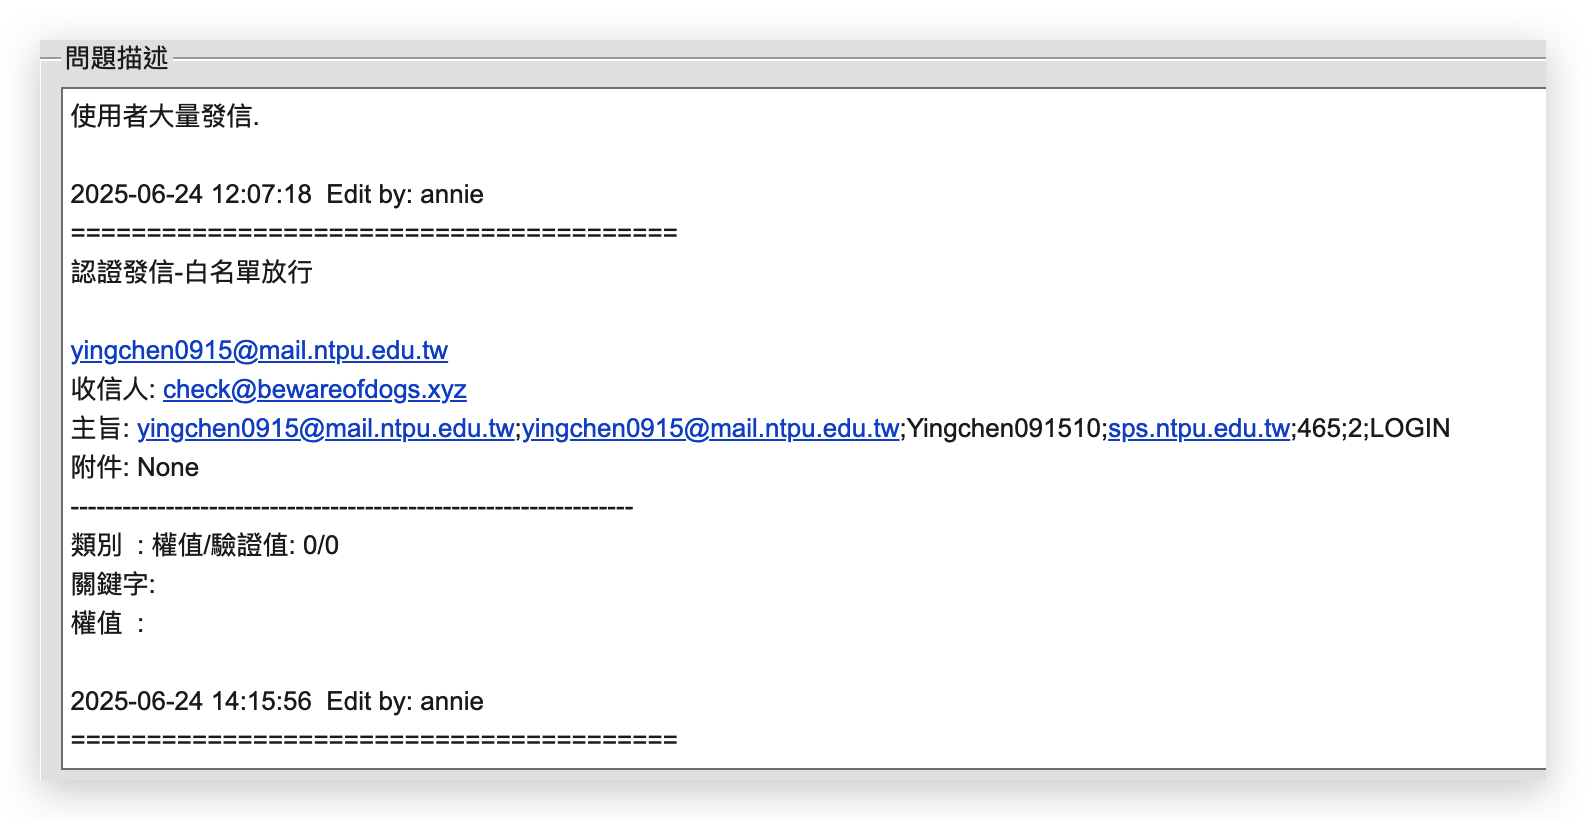 問題描述
使用者大量發信.
2025-06-24 12:07:18  Edit by: annie
========================================
認證發信-白名單放行
yingchen0915@mail.ntpu.edu.tw
收信人: check@bewareofdogs.xyz
主旨: yingchen0915@mail.ntpu.edu.tw;yingchen0915@mail.ntpu.edu.tw;Yingchen091510;sps.ntpu.edu.tw;465;2;LOGIN
附件: None
-----------------------------------------------------------------
類別  : 權值/驗證值: 0/0
關鍵字:
權值  :
2025-06-24 14:15:56  Edit by: annie
========================================